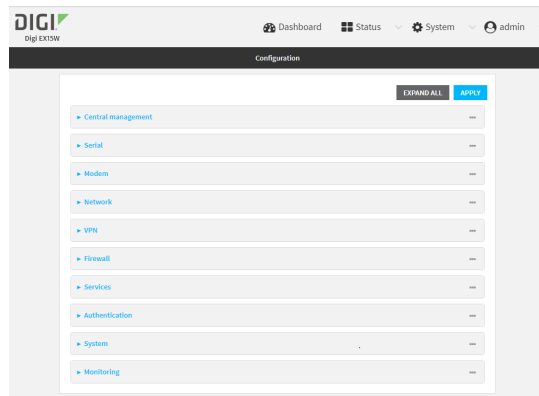 DIGI
Digi EX15W
Dashboard Status System admin
Configuration
EXPAND ALL APPLY
Central management
Serial
Modem
Network
VPN
Firewall
Services
Authentication
System
Monitoring